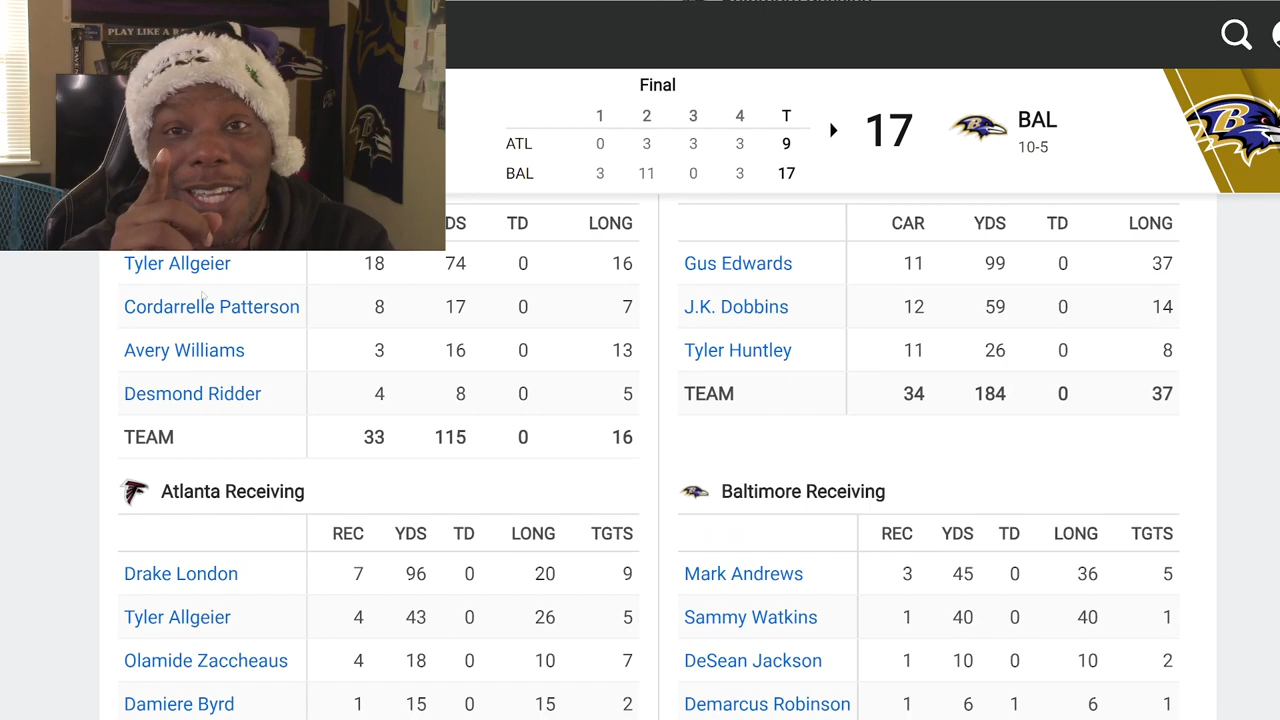 PLAY LIKE A R
Final
1 2 3 4 T
ATL 0 3 3 3 9
BAL 3 11 0 3 17
17
BAL
10-5
DS TD LONG
Tyler Allgeier 18 74 0 16
Cordarrelle Patterson 8 17 0 7
Avery Williams 3 16 0 13
Desmond Ridder 4 8 0 5
TEAM 33 115 0 16
CAR YDS TD LONG
Gus Edwards 11 99 0 37
J.K. Dobbins 12 59 0 14
Tyler Huntley 11 26 0 8
TEAM 34 184 0 37
Atlanta Receiving
REC YDS TD LONG TGTS
Drake London 7 96 0 20 9
Tyler Allgeier 4 43 0 26 5
Olamide Zaccheaus 4 18 0 10 7
Damiere Byrd 1 15 0 15 2
Baltimore Receiving
REC YDS TD LONG TGTS
Mark Andrews 3 45 0 36 5
Sammy Watkins 1 40 0 40 1
DeSean Jackson 1 10 0 10 2
Demarcus Robinson 1 6 1 6 1